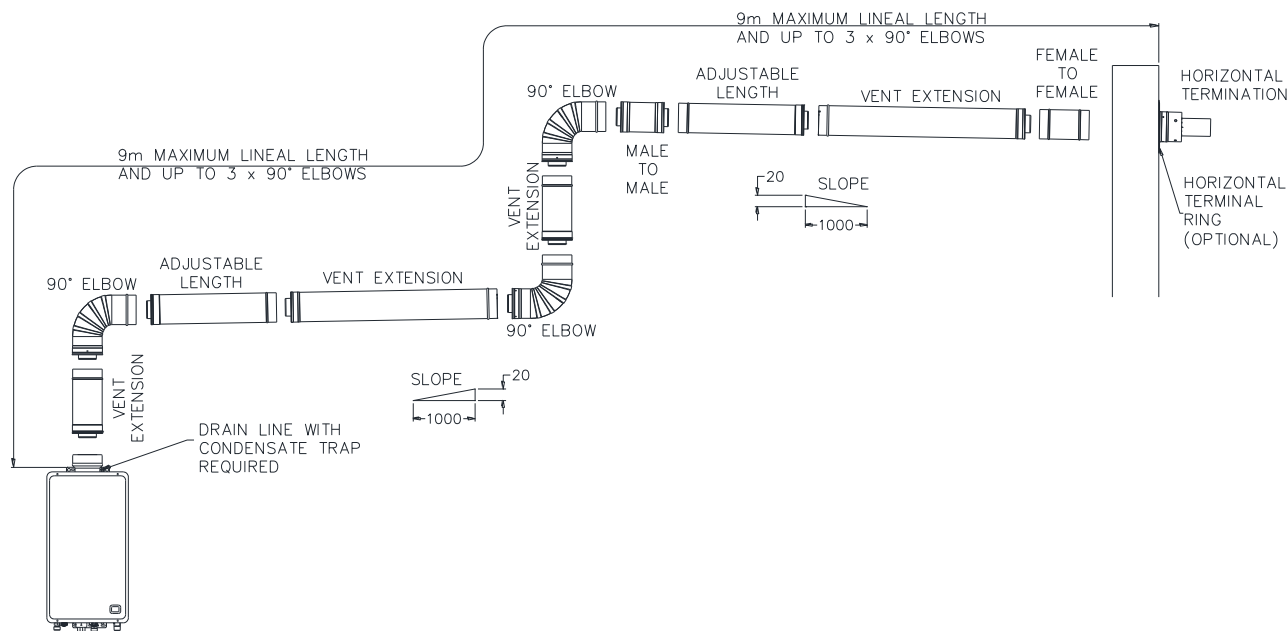 9m MAXIMUM LINEAL LENGTH
AND UP TO 3 x 90° ELBOWS
FEMALE
TO
FEMALE
HORIZONTAL
TERMINATION
ADJUSTABLE
LENGTH
90° ELBOW
VENT EXTENSION
MALE
TO
MALE
9m MAXIMUM LINEAL LENGTH
AND UP TO 3 x 90° ELBOWS
VENT
EXTENSION
20
SLOPE
1000
HORIZONTAL
TERMINAL
RING
(OPTIONAL)
ADJUSTABLE
LENGTH
90° ELBOW
VENT EXTENSION
90° ELBOW
VENT
EXTENSION
SLOPE
20
1000
DRAIN LINE WITH
CONDENSATE TRAP
REQUIRED